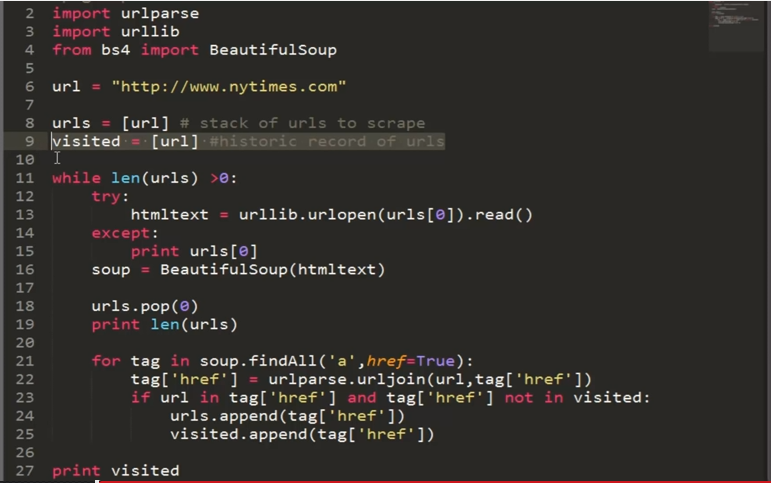 2 import urlparse
3 import urllib
4 from bs4 import BeautifulSoup
5
6 url = "http://www.nytimes.com"
7
8 urls = [url] # stack of urls to scrape
9 visited = [url] #historic record of urls
10
11 while len(urls) >0:
12     try:
13         htmltext = urllib.urlopen(urls[0]).read()
14     except:
15         print urls[0]
16     soup = BeautifulSoup(htmltext)
17
18     urls.pop(0)
19     print len(urls)
20
21     for tag in soup.findAll('a',href=True):
22         tag['href'] = urlparse.urljoin(url,tag['href'])
23         if url in tag['href'] and tag['href'] not in visited:
24             urls.append(tag['href'])
25             visited.append(tag['href'])
26
27 print visited